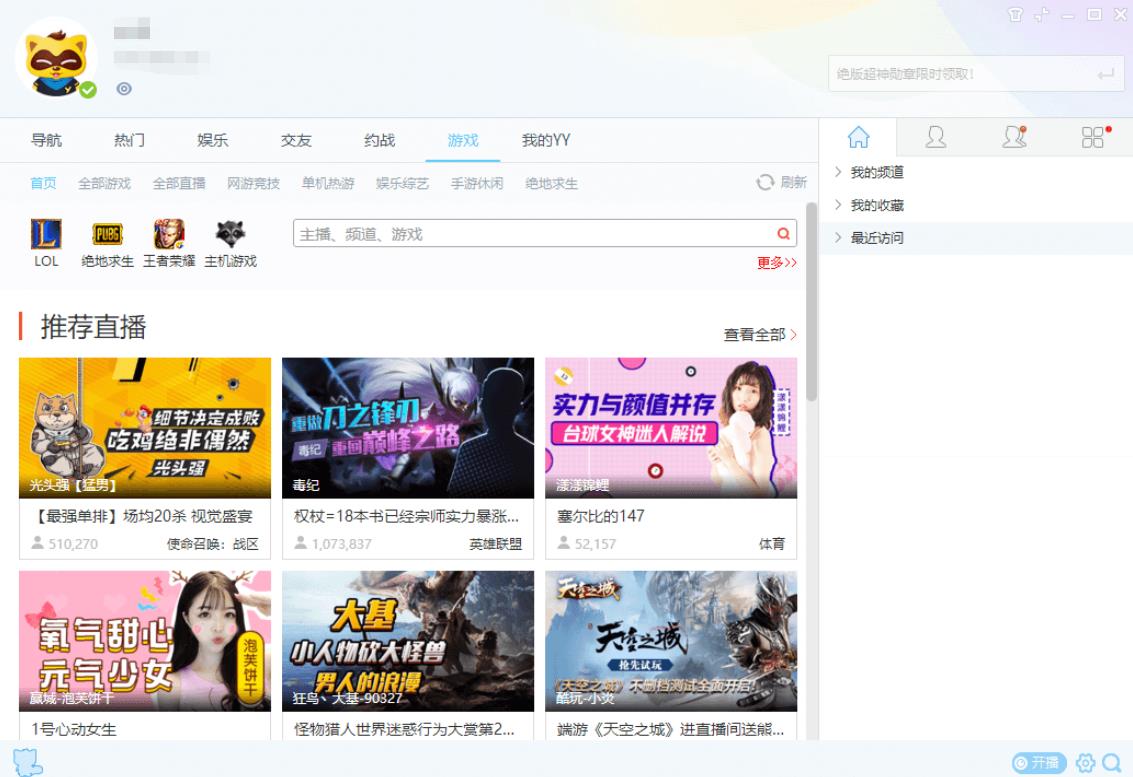 绝版超神勋章限时领取!
导航 热门 娱乐 交友 约战 游戏 我的YY
首页 全部游戏 全部直播 网游竞技 单机热游 娱乐综艺 手游休闲 绝地求生 刷新
我的频道
我的收藏
最近访问
L
PUBG
LOL 绝地求生 王者荣耀 主机游戏
主播、频道、游戏
更多>>
推荐直播
查看全部>
细节决定成败
吃鸡绝非偶然
光头强
光头强【猛男】
重做刀之锋刃
毒纪 重回巅峰之路
毒纪
13
实力与颜值并存
台球女神迷人解说
漾漾锦鲤
漾漾锦鲤
【最强单排】场均20杀 视觉盛宴
510,270 使命召唤:战区
权杖=18本书已经宗师实力暴涨...
1,073,837 英雄联盟
塞尔比的147
52,157 体育
氧气甜心
元气少女
泡芙饼干
赢城-泡芙饼干
大基
小人物砍大怪兽
男人的浪漫
狂鸟丶大基-90327
天空之城
天空之城
抢先试玩
《天空之城》不删档测试全面开启!
酷玩-小炎
1号心动女生
怪物猎人世界迷惑行为大赏第2...
端游《天空之城》进直播间送熊...
开播